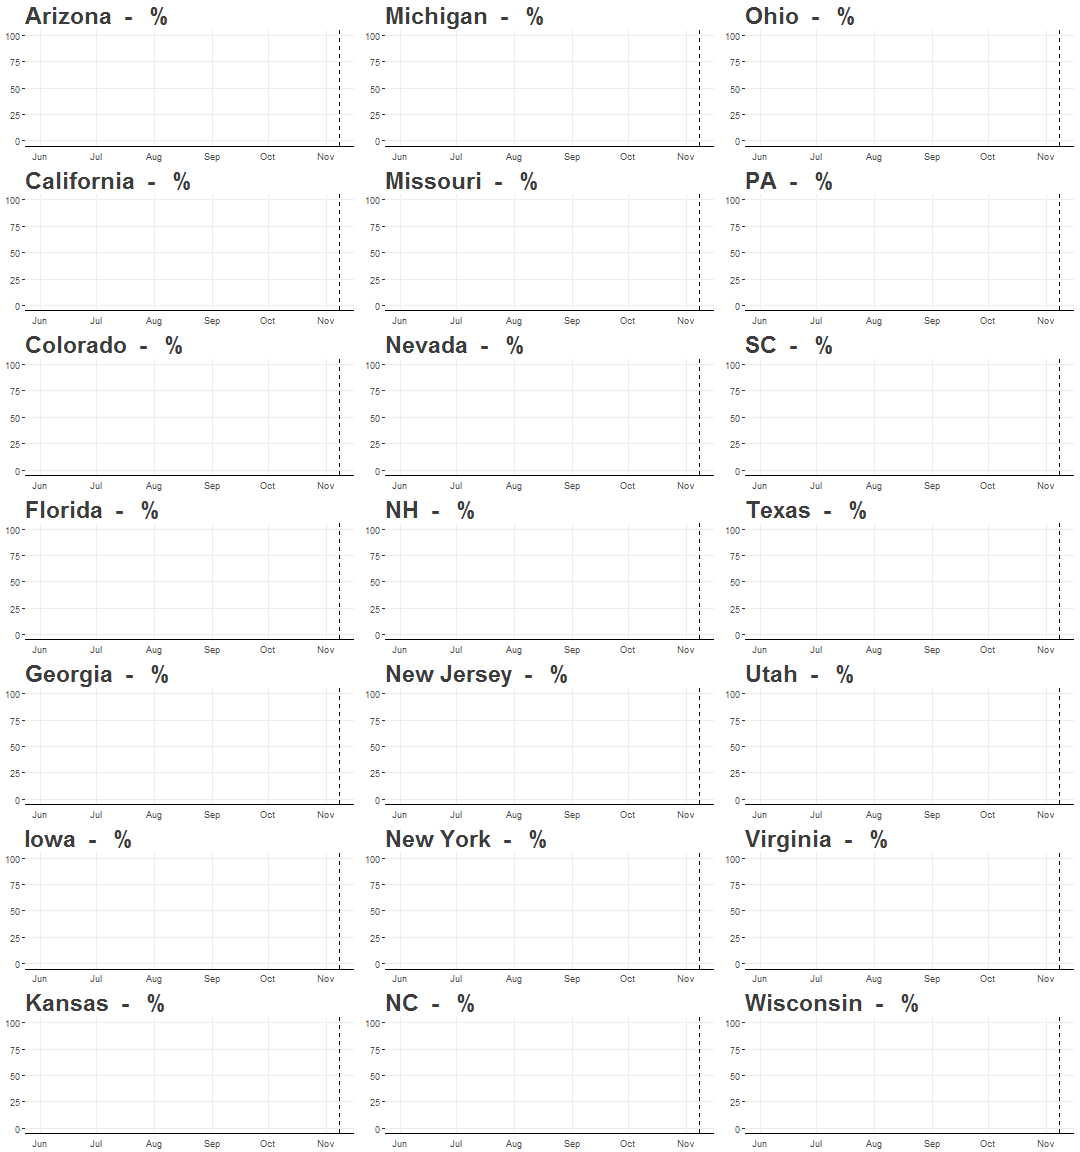 Arizona - %
100
75
50
25
0
Jun Jul Aug Sep Oct Nov
Michigan - %
100
75
50
25
0
Jun Jul Aug Sep Oct Nov
Ohio - %
100
75
50
25
0
Jun Jul Aug Sep Oct Nov
California - %
100
75
50
25
0
Jun Jul Aug Sep Oct Nov
Missouri - %
100
75
50
25
0
Jun Jul Aug Sep Oct Nov
PA - %
100
75
50
25
0
Jun Jul Aug Sep Oct Nov
Colorado - %
100
75
50
25
0
Jun Jul Aug Sep Oct Nov
Nevada - %
100
75
50
25
0
Jun Jul Aug Sep Oct Nov
SC - %
100
75
50
25
0
Jun Jul Aug Sep Oct Nov
Florida - %
100
75
50
25
0
Jun Jul Aug Sep Oct Nov
NH - %
100
75
50
25
0
Jun Jul Aug Sep Oct Nov
Texas - %
100
75
50
25
0
Jun Jul Aug Sep Oct Nov
Georgia - %
100
75
50
25
0
Jun Jul Aug Sep Oct Nov
New Jersey - %
100
75
50
25
0
Jun Jul Aug Sep Oct Nov
Utah - %
100
75
50
25
0
Jun Jul Aug Sep Oct Nov
Iowa - %
100
75
50
25
0
Jun Jul Aug Sep Oct Nov
New York - %
100
75
50
25
0
Jun Jul Aug Sep Oct Nov
Virginia - %
100
75
50
25
0
Jun Jul Aug Sep Oct Nov
Kansas - %
100
75
50
25
0
Jun Jul Aug Sep Oct Nov
NC - %
100
75
50
25
0
Jun Jul Aug Sep Oct Nov
Wisconsin - %
100
75
50
25
0
Jun Jul Aug Sep Oct Nov